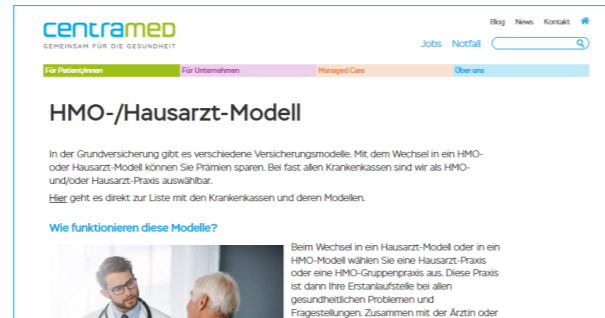 Blog News Kontakt
centramed
GEMEINSAM FÜR DIE GESUNDHEIT
Jobs Notfall
Für Patient/innen Für Unternehmen Managed Care Über uns
HMO-/Hausarzt-Modell
In der Grundversicherung gibt es verschiedene Versicherungsmodelle. Mit dem Wechsel in ein HMO-
oder Hausarzt-Modell können Sie Prämien sparen. Bei fast allen Krankenkassen sind wir als HMO-
und/oder Hausarzt-Praxis auswählbar.
Hier geht es direkt zur Liste mit den Krankenkassen und deren Modellen.
Wie funktionieren diese Modelle?
Beim Wechsel in ein Hausarzt-Modell oder in ein
HMO-Modell wählen Sie eine Hausarzt-Praxis
oder eine HMO-Gruppenpraxis aus. Diese Praxis
ist dann Ihre Erstanlaufstelle bei allen
gesundheitlichen Problemen und
Fragestellungen. Zusammen mit der Ärztin oder